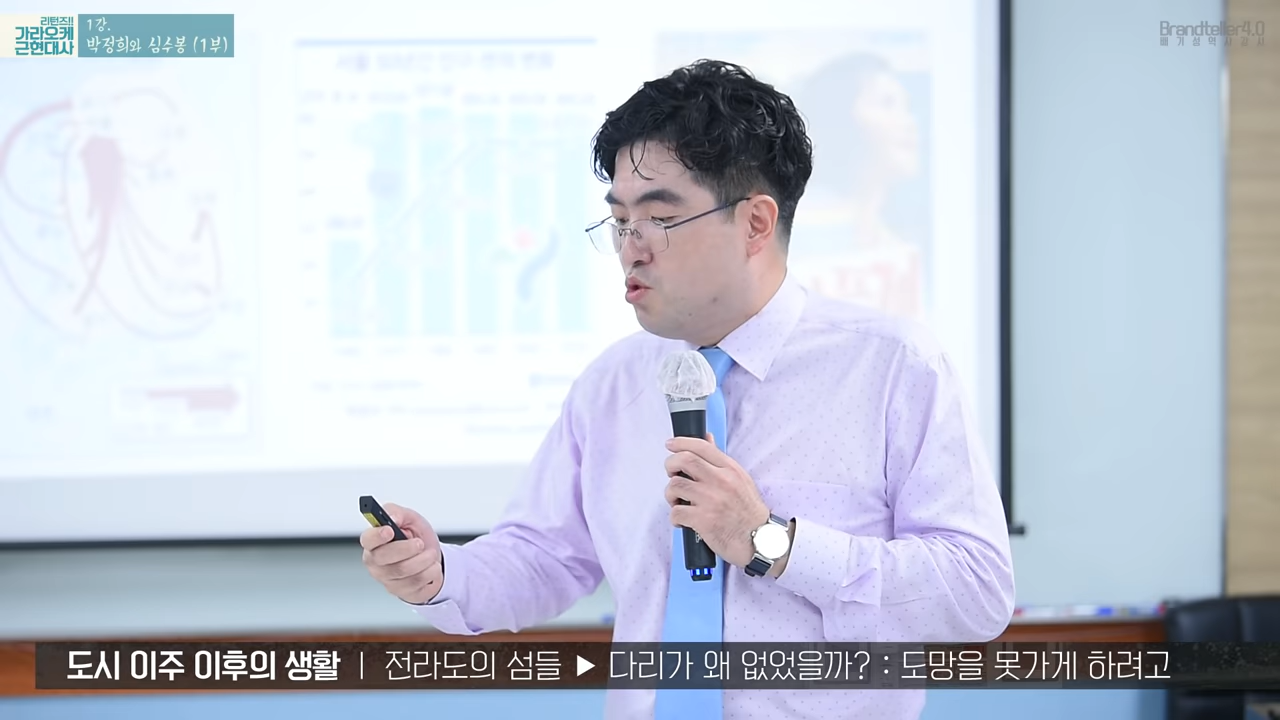 리턴즈!!
가라오케
근현대사
1강.
박정희와 심수봉 (1부)
Brandteller4.0
배기성역사강사
도시 이주 이후의 생활 | 전라도의 섬들 ▶ 다리가 왜 없었을까? : 도망을 못가게 하려고